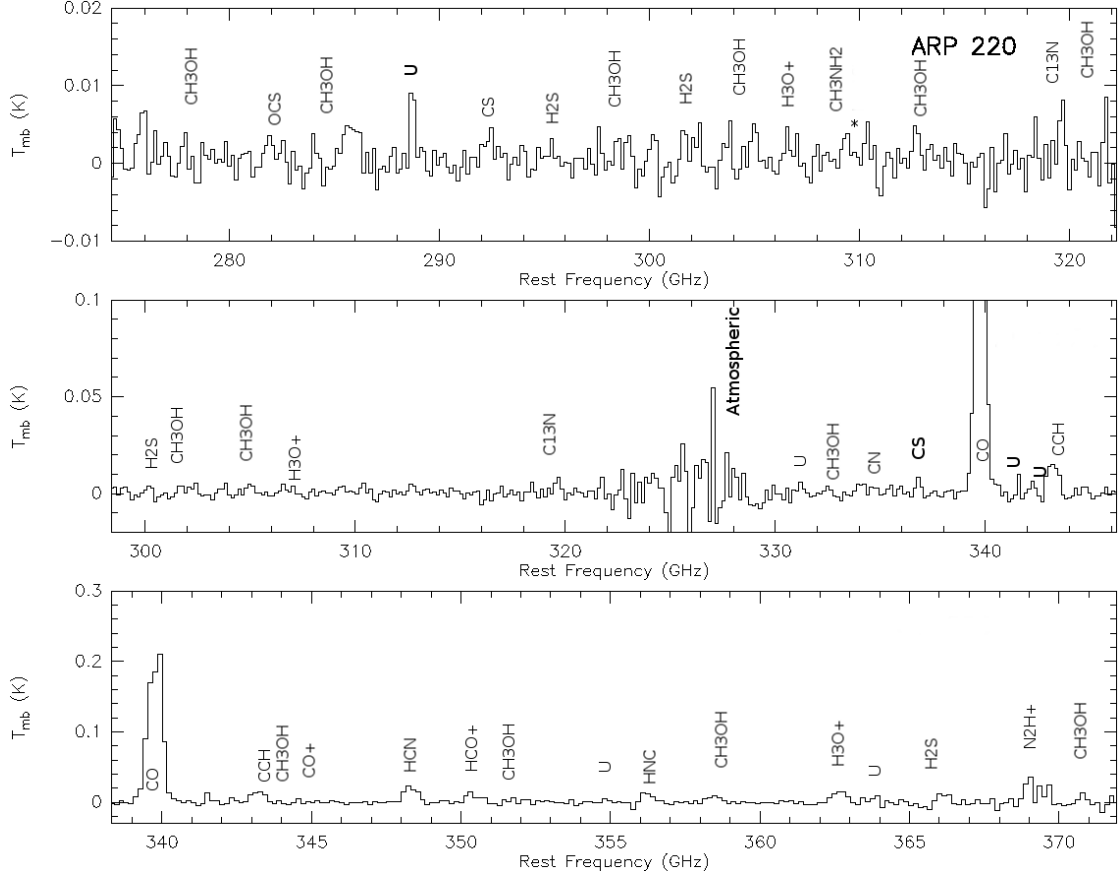 ARP 220
0.02
0.01
0
−0.01
T_mb (K)
CH3OH
OCS
CH3OH
U
CS
H2S
CH3OH
H2S
CH3OH
H3O+
CH3NH2
*
CH3OH
C13N
CH3OH
280
290
300
310
320
Rest Frequency (GHz)
0.1
0.05
0
T_mb (K)
H2S
CH3OH
CH3OH
H3O+
C13N
Atmospheric
U
CH3OH
CN
CS
CO
U
U
CCH
300
310
320
330
340
Rest Frequency (GHz)
0.3
0.2
0.1
0
T_mb (K)
CO
CCH
CH3OH
CO+
HCN
HCO+
CH3OH
U
HNC
CH3OH
H3O+
U
H2S
N2H+
CH3OH
340
345
350
355
360
365
370
Rest Frequency (GHz)